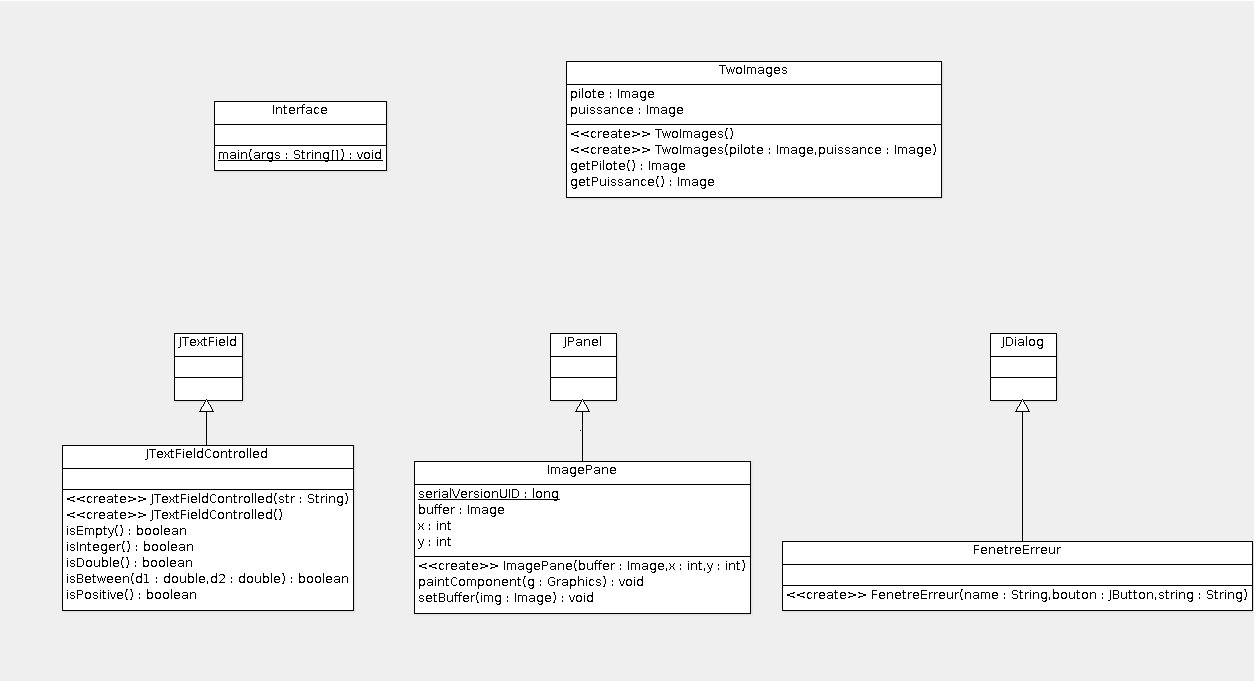 Interface
main(args : String[]) : void
TwoImages
pilote : Image
puissance : Image
<<create>> TwoImages()
<<create>> TwoImages(pilote : Image,puissance : Image)
getPilote() : Image
getPuissance() : Image
JTextField
JPanel
JDialog
JTextFieldControlled
<<create>> JTextFieldControlled(str : String)
<<create>> JTextFieldControlled()
isEmpty() : boolean
isInteger() : boolean
isDouble() : boolean
isBetween(d1 : double,d2 : double) : boolean
isPositive() : boolean
ImagePane
serialVersionUID : long
buffer : Image
x : int
y : int
<<create>> ImagePane(buffer : Image,x : int,y : int)
paintComponent(g : Graphics) : void
setBuffer(img : Image) : void
FenetreErreur
<<create>> FenetreErreur(name : String,bouton : JButton,string : String)